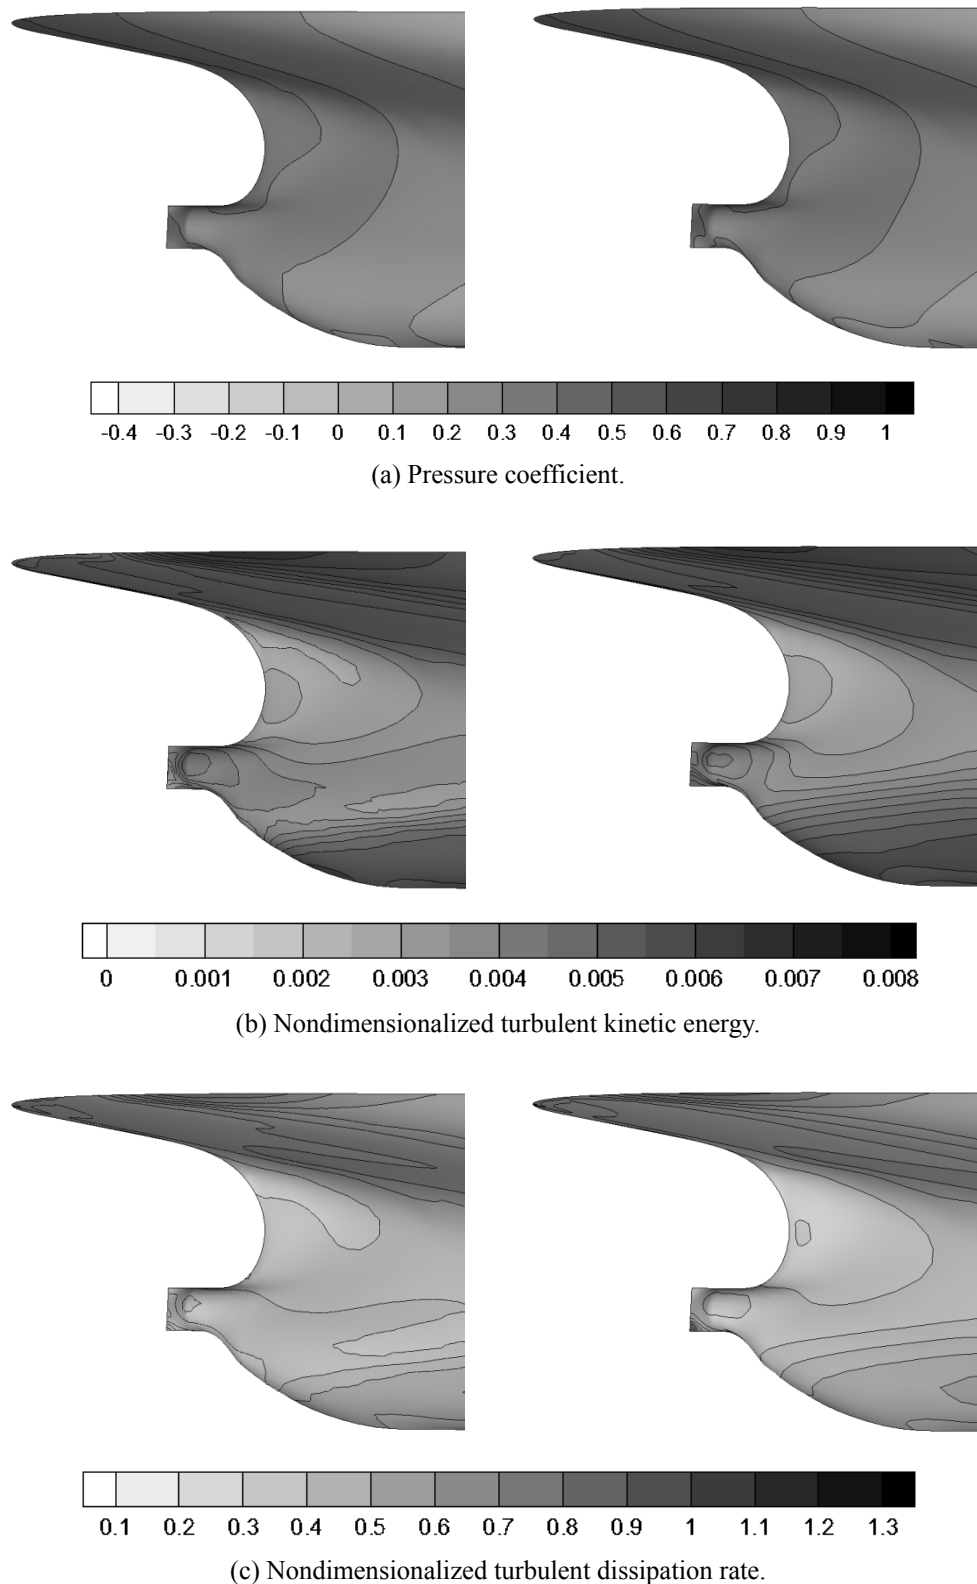 -0.4 -0.3 -0.2 -0.1 0 0.1 0.2 0.3 0.4 0.5 0.6 0.7 0.8 0.9 1
(a) Pressure coefficient.
0 0.001 0.002 0.003 0.004 0.005 0.006 0.007 0.008
(b) Nondimensionalized turbulent kinetic energy.
0.1 0.2 0.3 0.4 0.5 0.6 0.7 0.8 0.9 1 1.1 1.2 1.3
(c) Nondimensionalized turbulent dissipation rate.